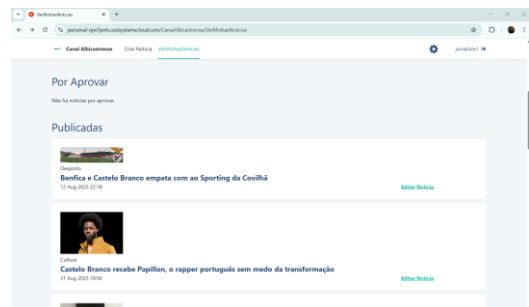 VerMinhasNoticias
personal-vjw7jvhc.outsystemscloud.com/CanalAlbicastrense/VerMinhasNoticias
Canal Albicastrense Criar Notícia VerMinhasNotícias jornalista1
Por Aprovar
Não há notícias por aprovar.
Publicadas
Desporto
Benfica e Castelo Branco empata com ao Sporting da Covilhã
12 Aug 2025 22:18 Editar Notícia
Cultura
Castelo Branco recebe Papillon, o rapper português sem medo da transformação
21 Aug 2025 18:56 Editar Notícia